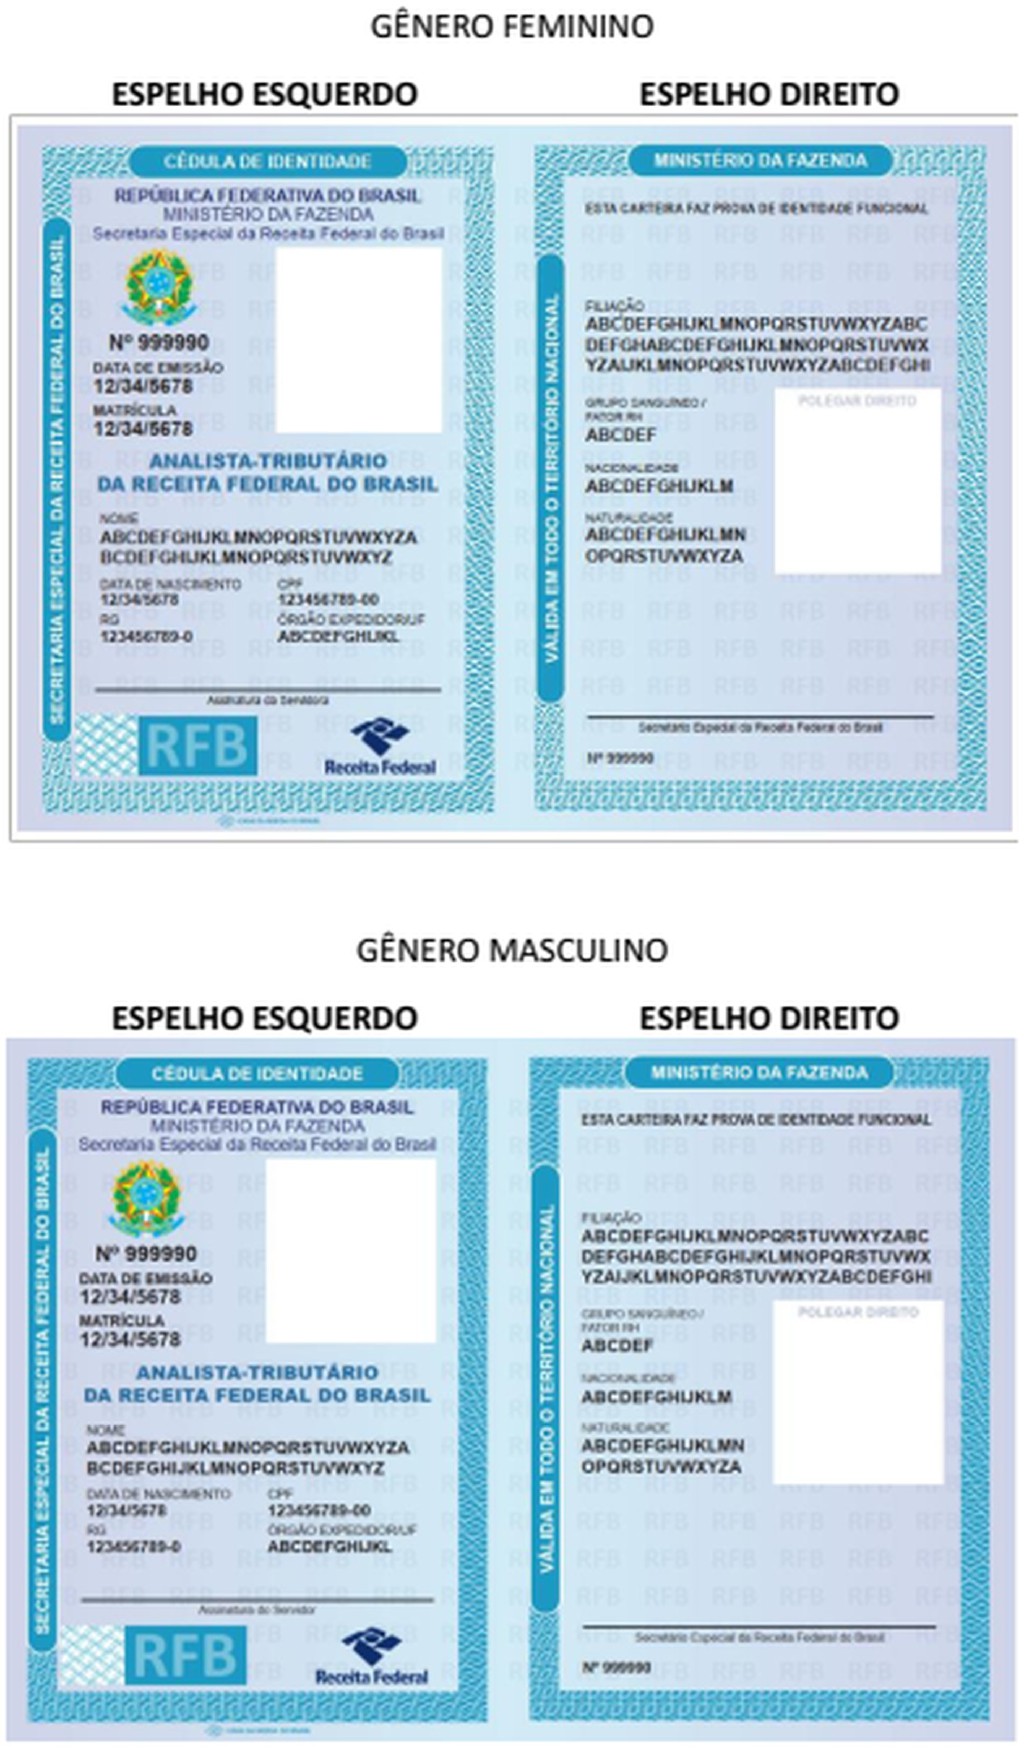 GÊNERO FEMININO
ESPELHO ESQUERDO
ESPELHO DIREITO
CÉDULA DE IDENTIDADE
REPÚBLICA FEDERATIVA DO BRASIL
MINISTÉRIO DA FAZENDA
Secretaria Especial da Receita Federal do Brasil
SECRETARIA ESPECIAL DA RECEITA FEDERAL DO BRASIL
Nº 999990
DATA DE EMISSÃO
12/34/5678
MATRÍCULA
12/34/5678
ANALISTA-TRIBUTÁRIO
DA RECEITA FEDERAL DO BRASIL
NOME
ABCDEFGHIJKLMNOPQRSTUVWXYZA
BCDEFGHIJKLMNOPQRSTUVWXYZ
DATA DE NASCIMENTO CPF
12/34/5678 123456789-00
RG ÓRGÃO EXPEDIDOR/UF
123456789-0 ABCDEFGHIJKL
Assinatura da Servidora
RFB
Receita Federal
MINISTÉRIO DA FAZENDA
ESTA CARTEIRA FAZ PROVA DE IDENTIDADE FUNCIONAL
VÁLIDA EM TODO O TERRITÓRIO NACIONAL
FILIAÇÃO
ABCDEFGHIJKLMNOPQRSTUVWXYZABC
DEFGHABCDEFGHIJKLMNOPQRSTUVWX
YZAIJKLMNOPQRSTUVWXYZABCDEFGHI
GRUPO SANGUÍNEO /
FATOR RH
ABCDEF
POLEGAR DIREITO
NACIONALIDADE
ABCDEFGHIJKLM
NATURALIDADE
ABCDEFGHIJKLMN
OPQRSTUVWXYZA
Secretário Especial da Receita Federal do Brasil
Nº 999990
GÊNERO MASCULINO
ESPELHO ESQUERDO
ESPELHO DIREITO
CÉDULA DE IDENTIDADE
REPÚBLICA FEDERATIVA DO BRASIL
MINISTÉRIO DA FAZENDA
Secretaria Especial da Receita Federal do Brasil
SECRETARIA ESPECIAL DA RECEITA FEDERAL DO BRASIL
Nº 999990
DATA DE EMISSÃO
12/34/5678
MATRÍCULA
12/34/5678
ANALISTA-TRIBUTÁRIO
DA RECEITA FEDERAL DO BRASIL
NOME
ABCDEFGHIJKLMNOPQRSTUVWXYZA
BCDEFGHIJKLMNOPQRSTUVWXYZ
DATA DE NASCIMENTO CPF
12/34/5678 123456789-00
RG ÓRGÃO EXPEDIDOR/UF
123456789-0 ABCDEFGHIJKL
Assinatura do Servidor
RFB
Receita Federal
MINISTÉRIO DA FAZENDA
ESTA CARTEIRA FAZ PROVA DE IDENTIDADE FUNCIONAL
VÁLIDA EM TODO O TERRITÓRIO NACIONAL
FILIAÇÃO
ABCDEFGHIJKLMNOPQRSTUVWXYZABC
DEFGHABCDEFGHIJKLMNOPQRSTUVWX
YZAIJKLMNOPQRSTUVWXYZABCDEFGHI
GRUPO SANGUÍNEO /
FATOR RH
ABCDEF
POLEGAR DIREITO
NACIONALIDADE
ABCDEFGHIJKLM
NATURALIDADE
ABCDEFGHIJKLMN
OPQRSTUVWXYZA
Secretário Especial da Receita Federal do Brasil
Nº 999990